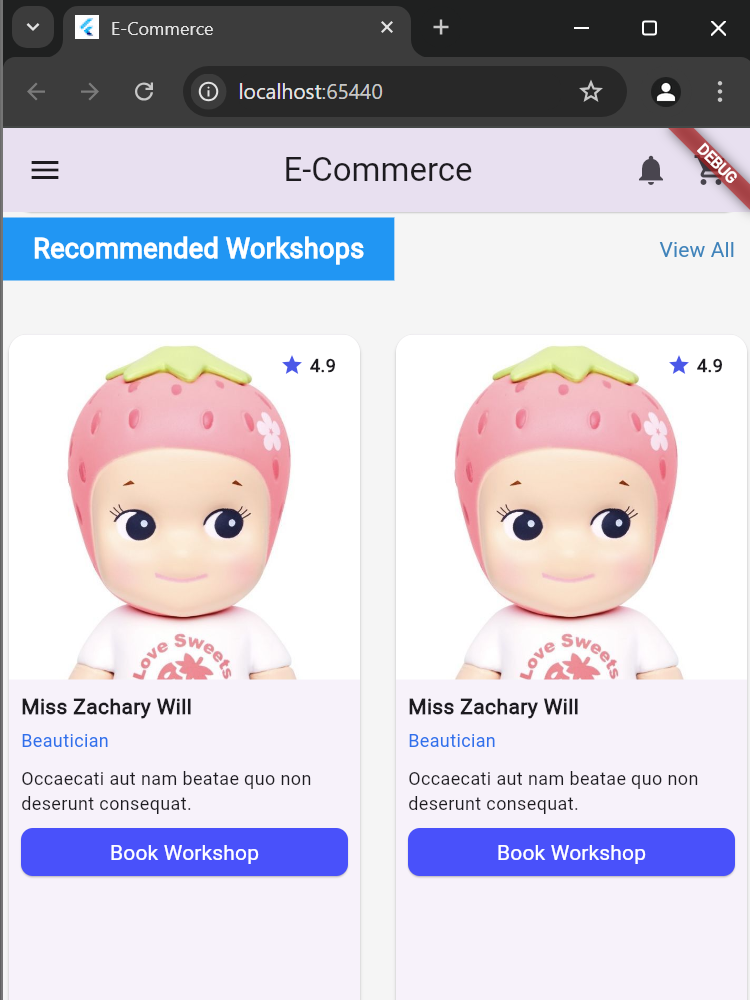 E-Commerce
localhost:65440
E-Commerce
DEBUG
Recommended Workshops
View All
4.9
4.9
Love Sweets
Love Sweets
Miss Zachary Will
Miss Zachary Will
Beautician
Beautician
Occaecati aut nam beatae quo non
deserunt consequat.
Occaecati aut nam beatae quo non
deserunt consequat.
Book Workshop
Book Workshop